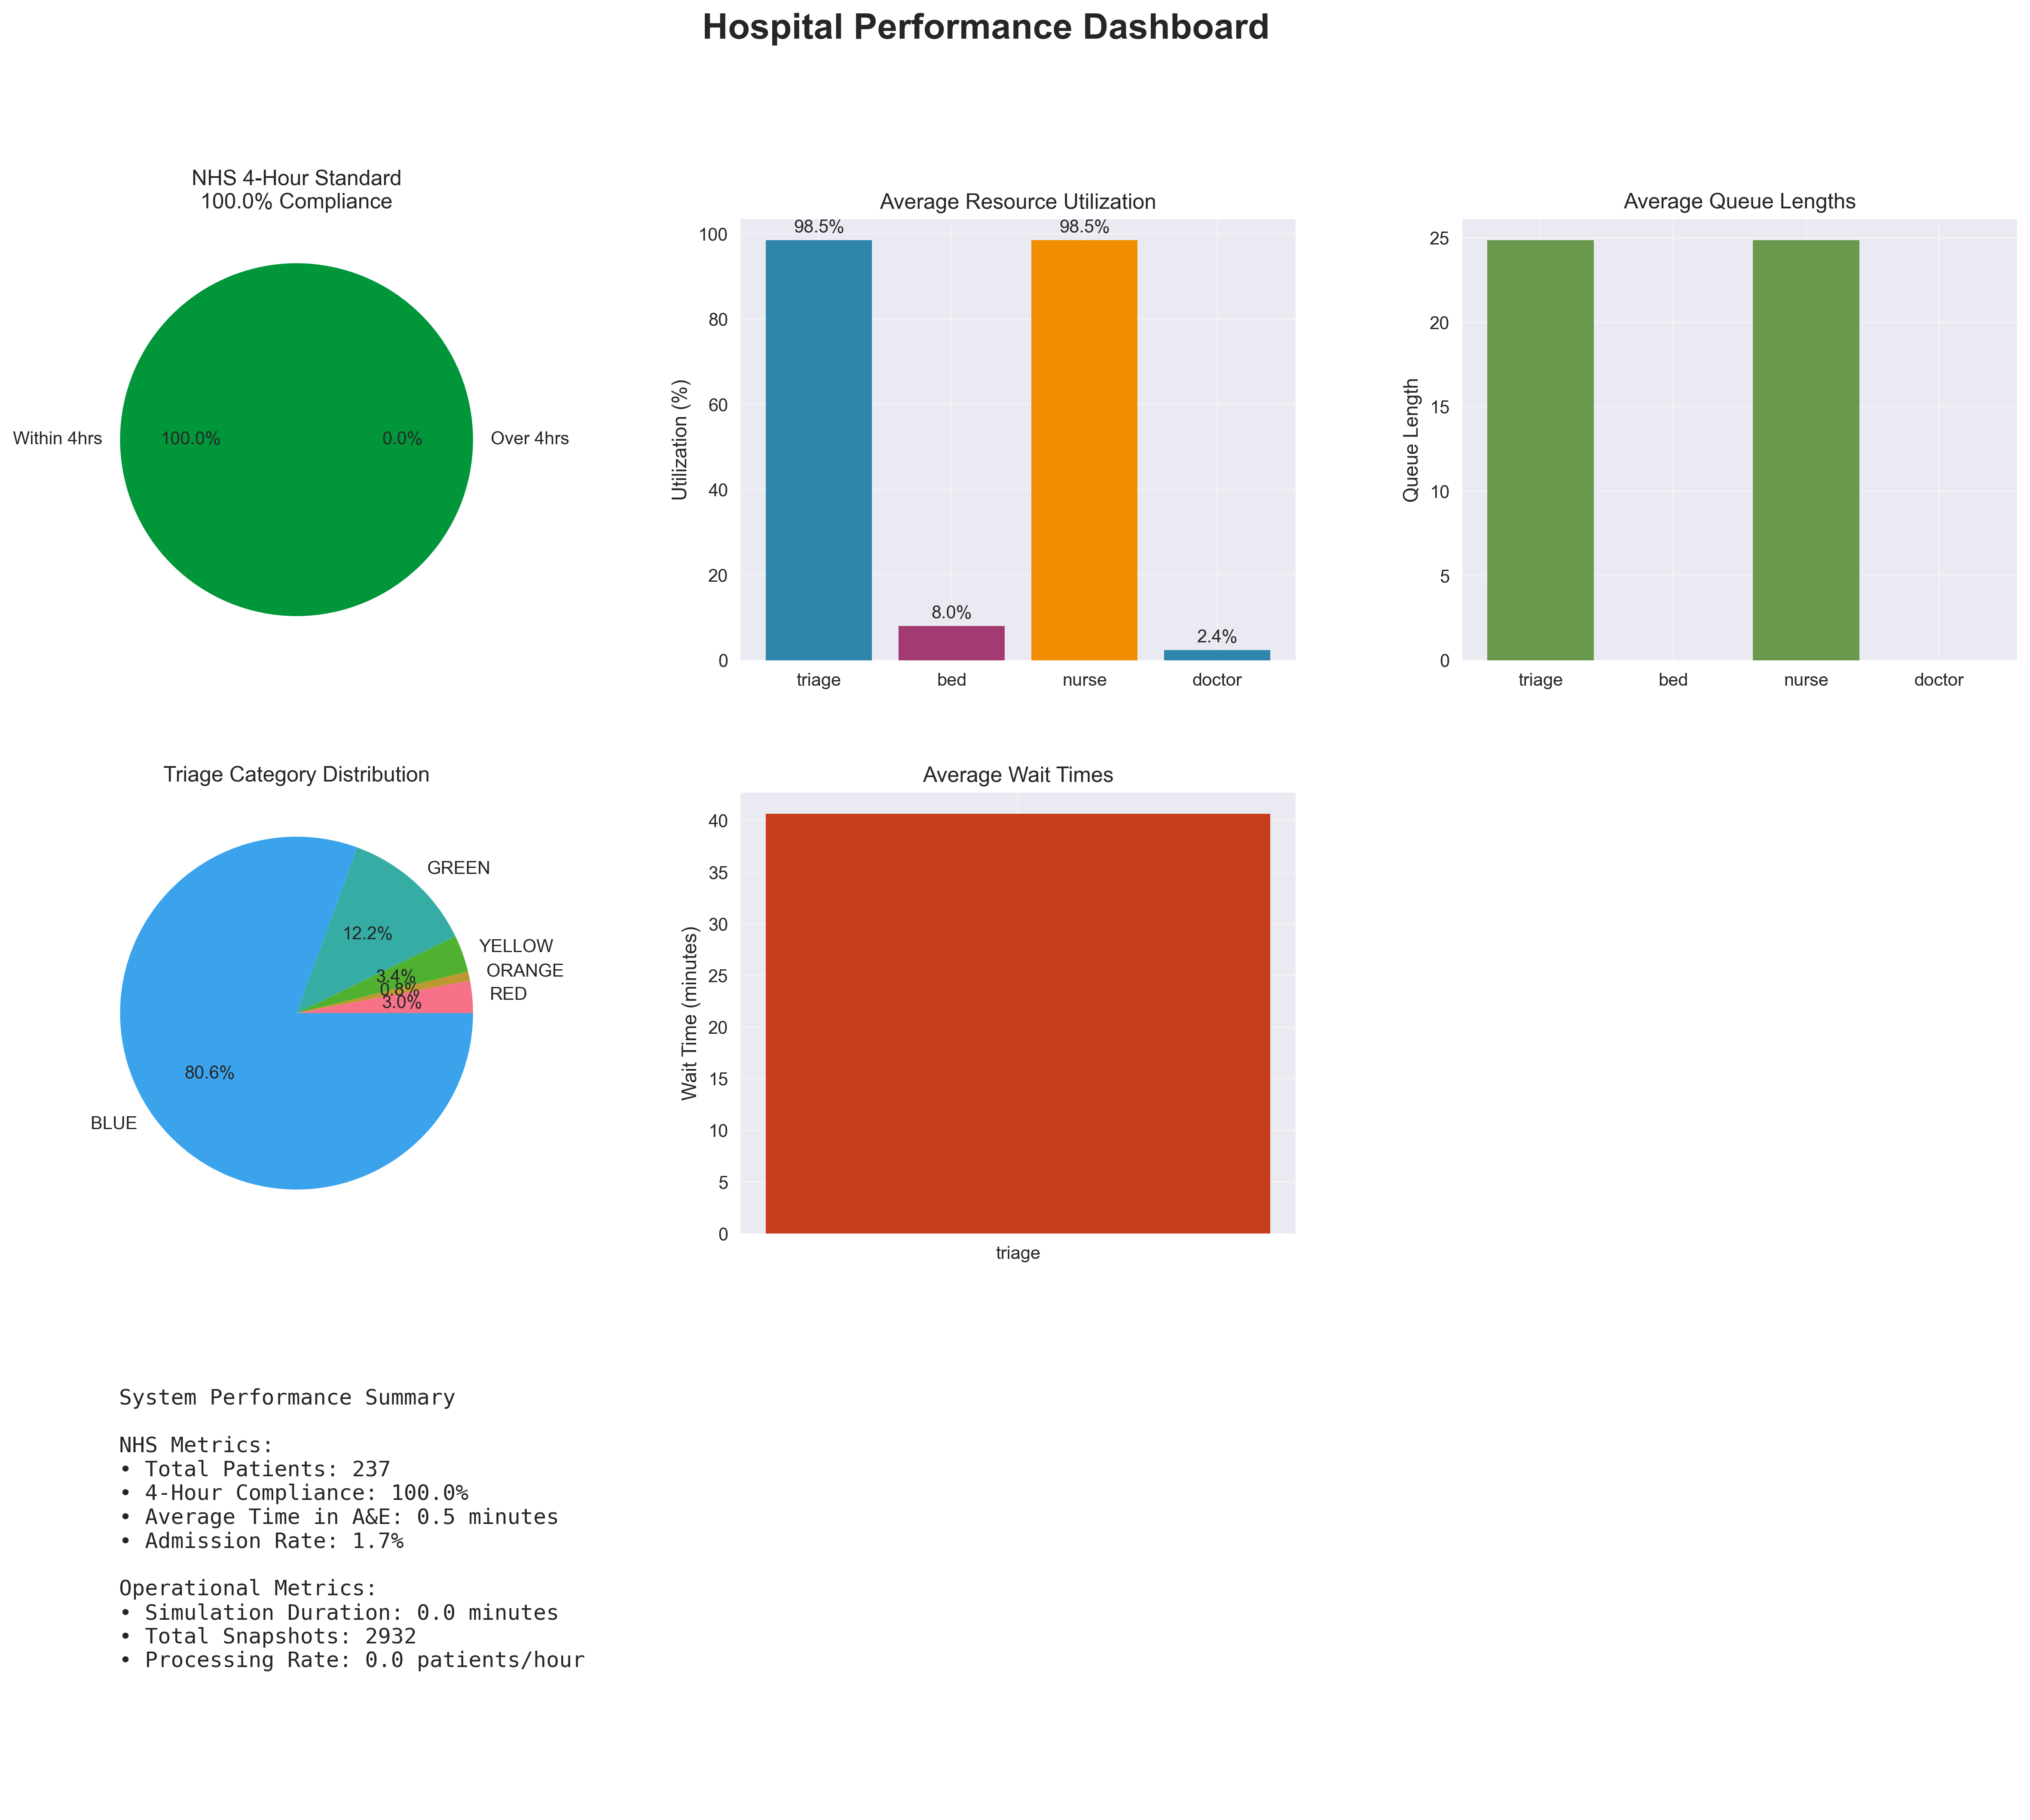 Hospital Performance Dashboard
NHS 4-Hour Standard
100.0% Compliance
Within 4hrs
100.0%
0.0%
Over 4hrs
Average Resource Utilization
Utilization (%)
100
80
60
40
20
0
98.5%
8.0%
98.5%
2.4%
triage
bed
nurse
doctor
Average Queue Lengths
Queue Length
25
20
15
10
5
0
triage
bed
nurse
doctor
Triage Category Distribution
GREEN
12.2%
YELLOW
3.4%
ORANGE
0.8%
RED
3.0%
80.6%
BLUE
Average Wait Times
Wait Time (minutes)
40
35
30
25
20
15
10
5
0
triage
System Performance Summary
NHS Metrics:
• Total Patients: 237
• 4-Hour Compliance: 100.0%
• Average Time in A&E: 0.5 minutes
• Admission Rate: 1.7%
Operational Metrics:
• Simulation Duration: 0.0 minutes
• Total Snapshots: 2932
• Processing Rate: 0.0 patients/hour